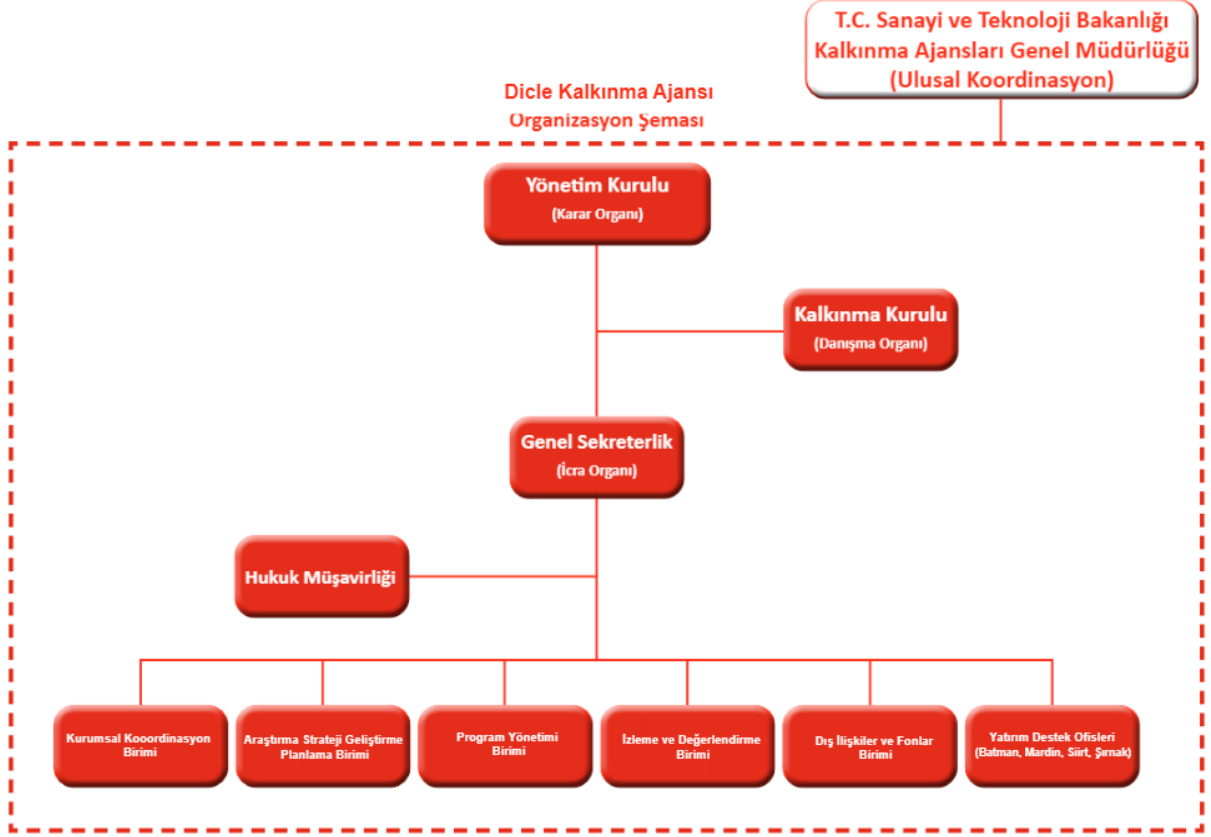 T.C. Sanayi ve Teknoloji Bakanlığı
Kalkınma Ajansları Genel Müdürlüğü
(Ulusal Koordinasyon)
Dicle Kalkınma Ajansı
Organizasyon Şeması
Yönetim Kurulu
(Karar Organı)
Kalkınma Kurulu
(Danışma Organı)
Genel Sekreterlik
(İcra Organı)
Hukuk Müşavirliği
Kurumsal Kooordinasyon
Birimi
Araştırma Strateji Geliştirme
Planlama Birimi
Program Yönetimi
Birimi
İzleme ve Değerlendirme
Birimi
Dış İlişkiler ve Fonlar
Birimi
Yatırım Destek Ofisleri
(Batman, Mardin, Siirt, Şırnak)